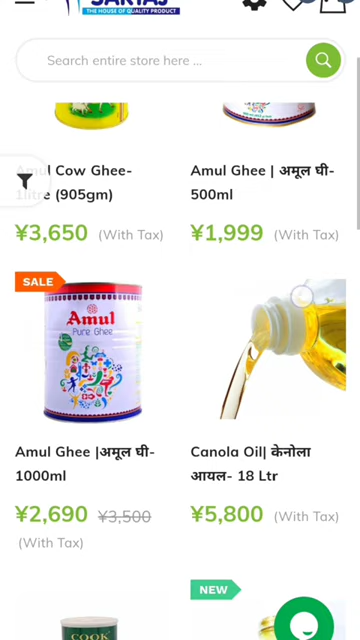 SARTAJ
THE HOUSE OF QUALITY PRODUCT
Search entire store here ...
Amul Cow Ghee-
1litre (905gm)
¥3,650 (With Tax)
Amul Ghee | अमूल घी-
500ml
¥1,999 (With Tax)
SALE
Amul
Pure Ghee
Amul Ghee |अमूल घी-
1000ml
¥2,690 ¥3,500
(With Tax)
Canola Oil| केनोला
आयल- 18 Ltr
¥5,800 (With Tax)
NEW
COOK